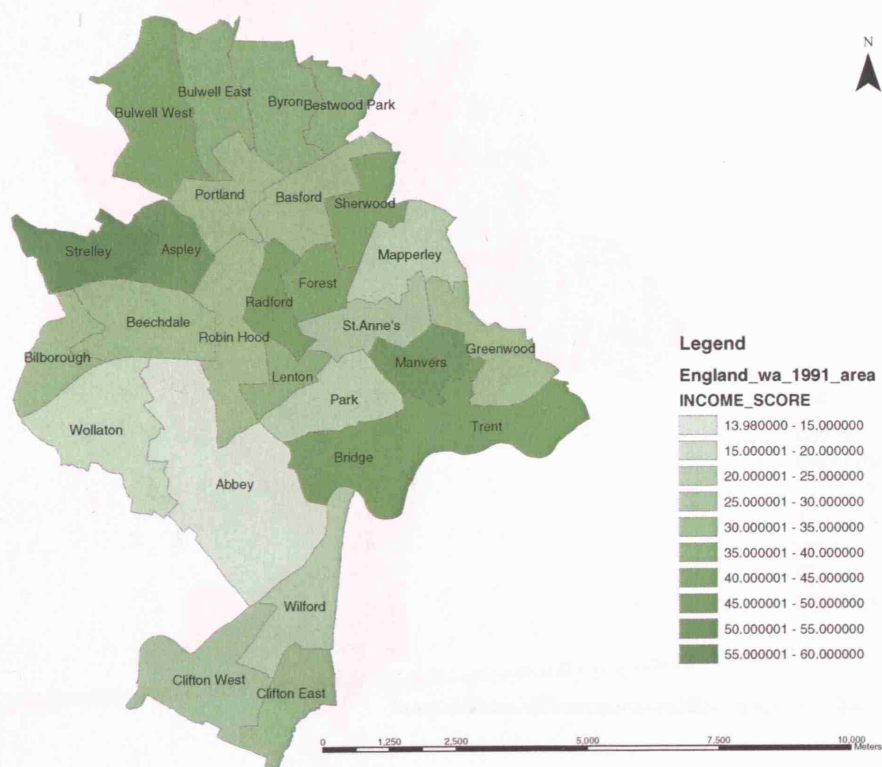 N
Bulwell East
Bulwell West
Byron
Bestwood Park
Portland
Basford
Sherwood
Strelley
Aspley
Mapperley
Forest
Radford
Beechdale
Robin Hood
St.Anne's
Bilborough
Manvers
Greenwood
Lenton
Park
Wollaton
Trent
Bridge
Abbey
Wilford
Clifton West
Clifton East
Legend
England_wa_1991_area
INCOME_SCORE
13.980000 - 15.000000
15.000001 - 20.000000
20.000001 - 25.000000
25.000001 - 30.000000
30.000001 - 35.000000
35.000001 - 40.000000
40.000001 - 45.000000
45.000001 - 50.000000
50.000001 - 55.000000
55.000001 - 60.000000
0 1,250 2,500 5,000 7,500 10,000
Meters